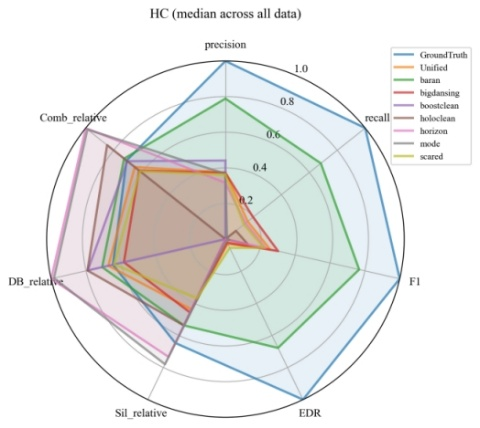 HC (median across all data)
precision
GroundTruth
Unified
baran
bigdansing
boostclean
holoclean
horizon
mode
scared
1.0
0.8
0.6
0.4
0.2
Comb_relative
recall
DB_relative
F1
Sil_relative
EDR